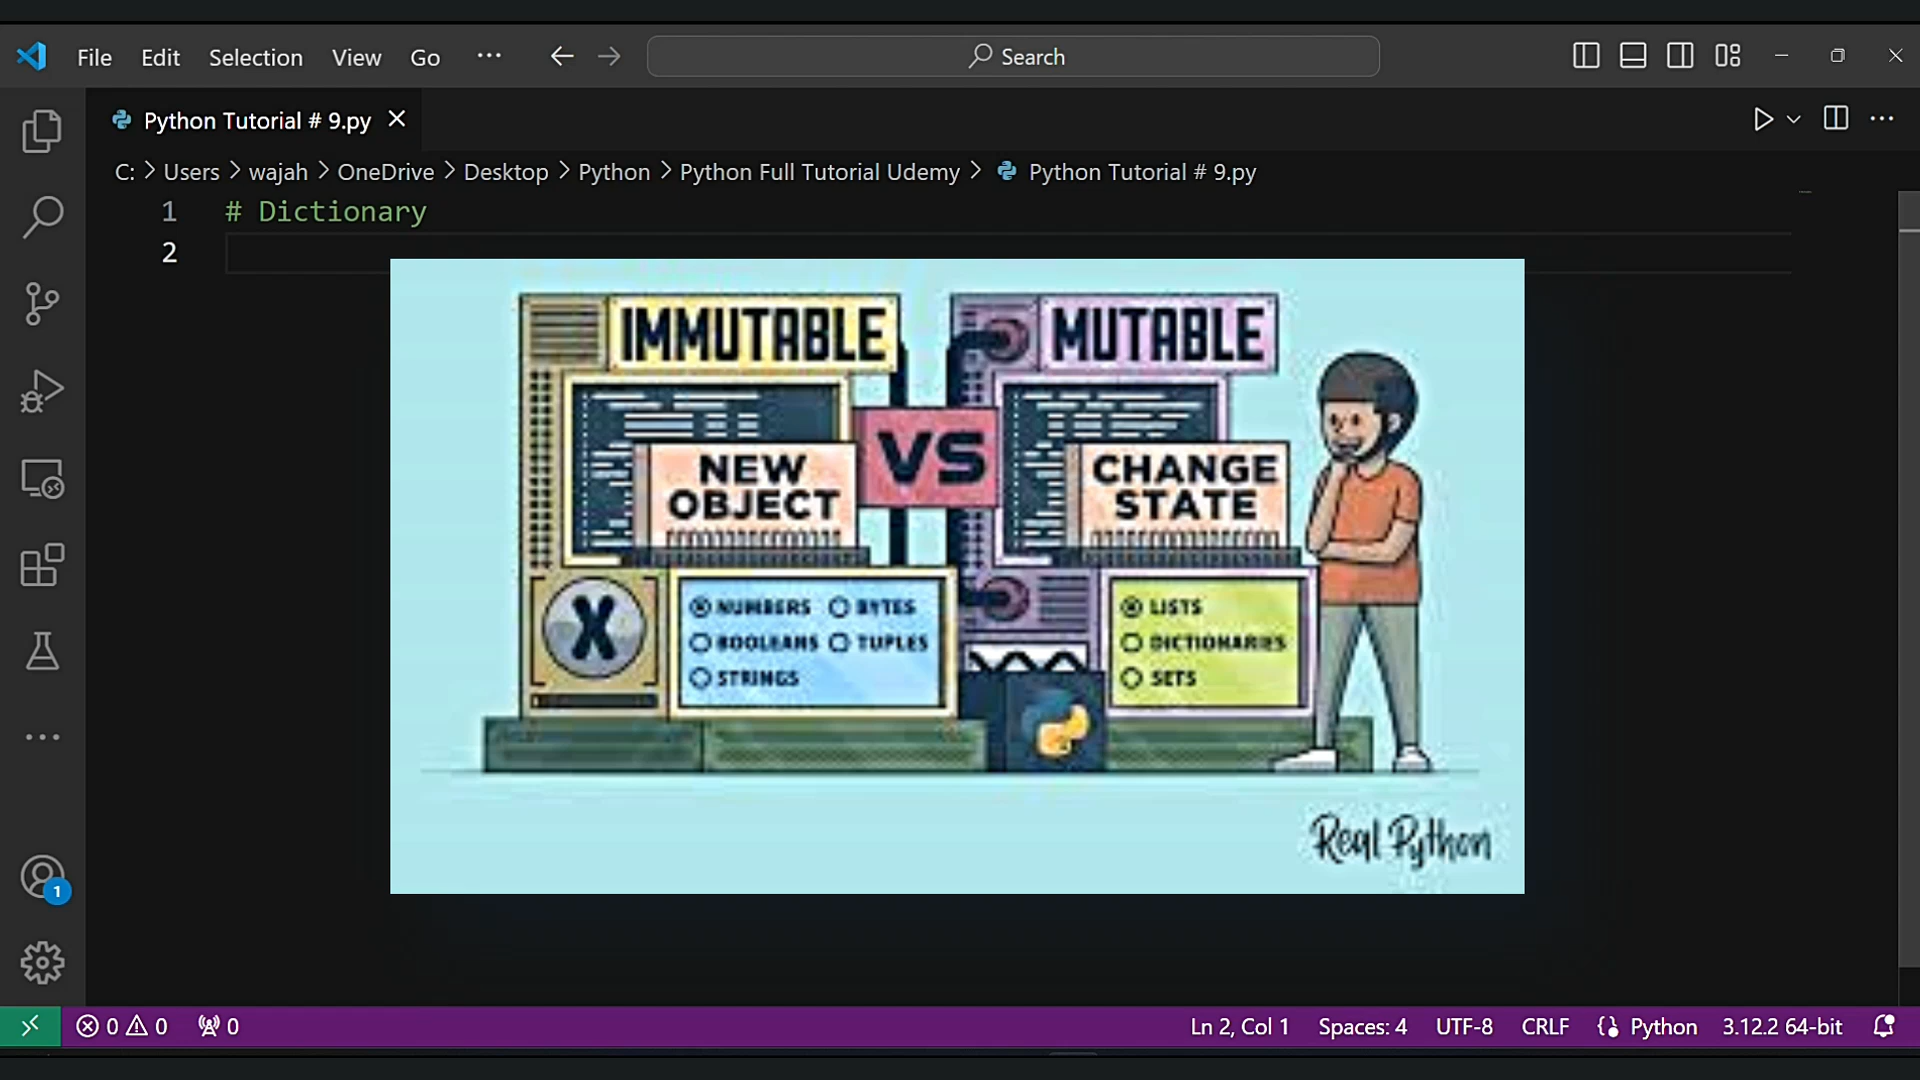 File Edit Selection View Go ··· Search
Python Tutorial # 9.py
C: > Users > wajah > OneDrive > Desktop > Python > Python Full Tutorial Udemy > Python Tutorial # 9.py
1 # Dictionary
2
IMMUTABLE
VS
MUTABLE
NEW
OBJECT
CHANGE
STATE
X
NUMBERS BYTES
BOOLEANS TUPLES
STRINGS
LISTS
DICTIONARIES
SETS
Real Python
1
0 0 0 Ln 2, Col 1 Spaces: 4 UTF-8 CRLF Python 3.12.2 64-bit